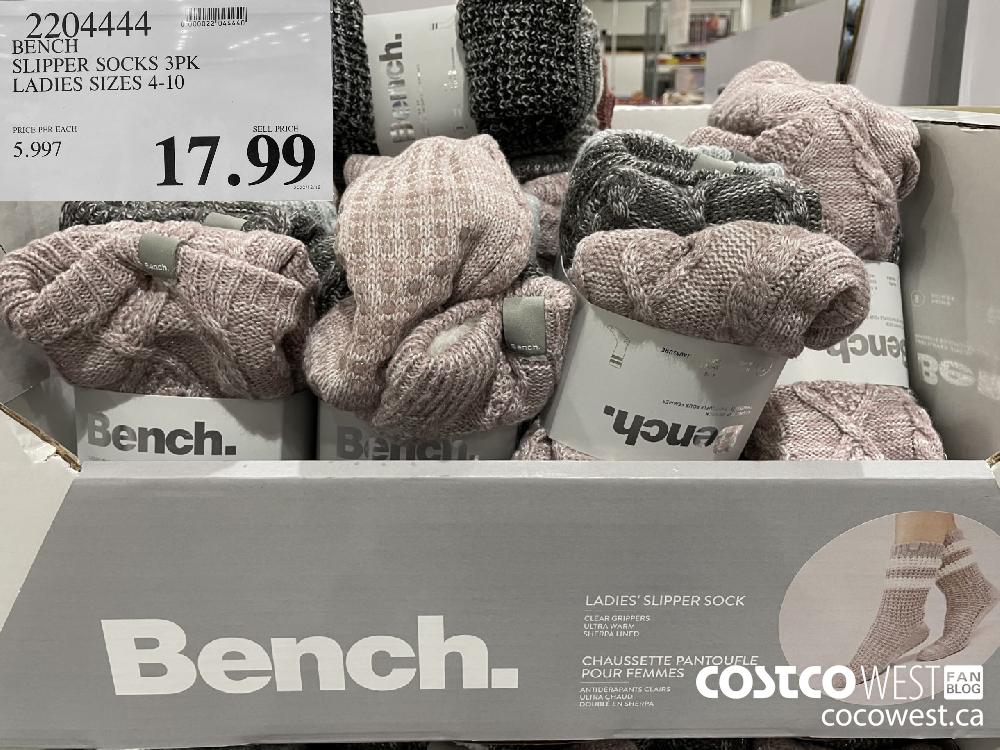 2204444
BENCH
SLIPPER SOCKS 3PK
LADIES SIZES 4-10
PRICE PER EACH
5.997
SELL PRICE
17.99
Bench.
Bench.
Bench.
Bench.
Bench.
Bench.
Bench.
LADIES' SLIPPER SOCK
CLEAR GRIPPERS
ULTRA WARM
SHERPA LINED
CHAUSSETTE PANTOUFLE
POUR FEMMES
ANTIDÉRAPANTS CLAIRS
ULTRA CHAUD
DOUBLÉ EN SHERPA
COSTCO WEST FAN BLOG
cocowest.ca